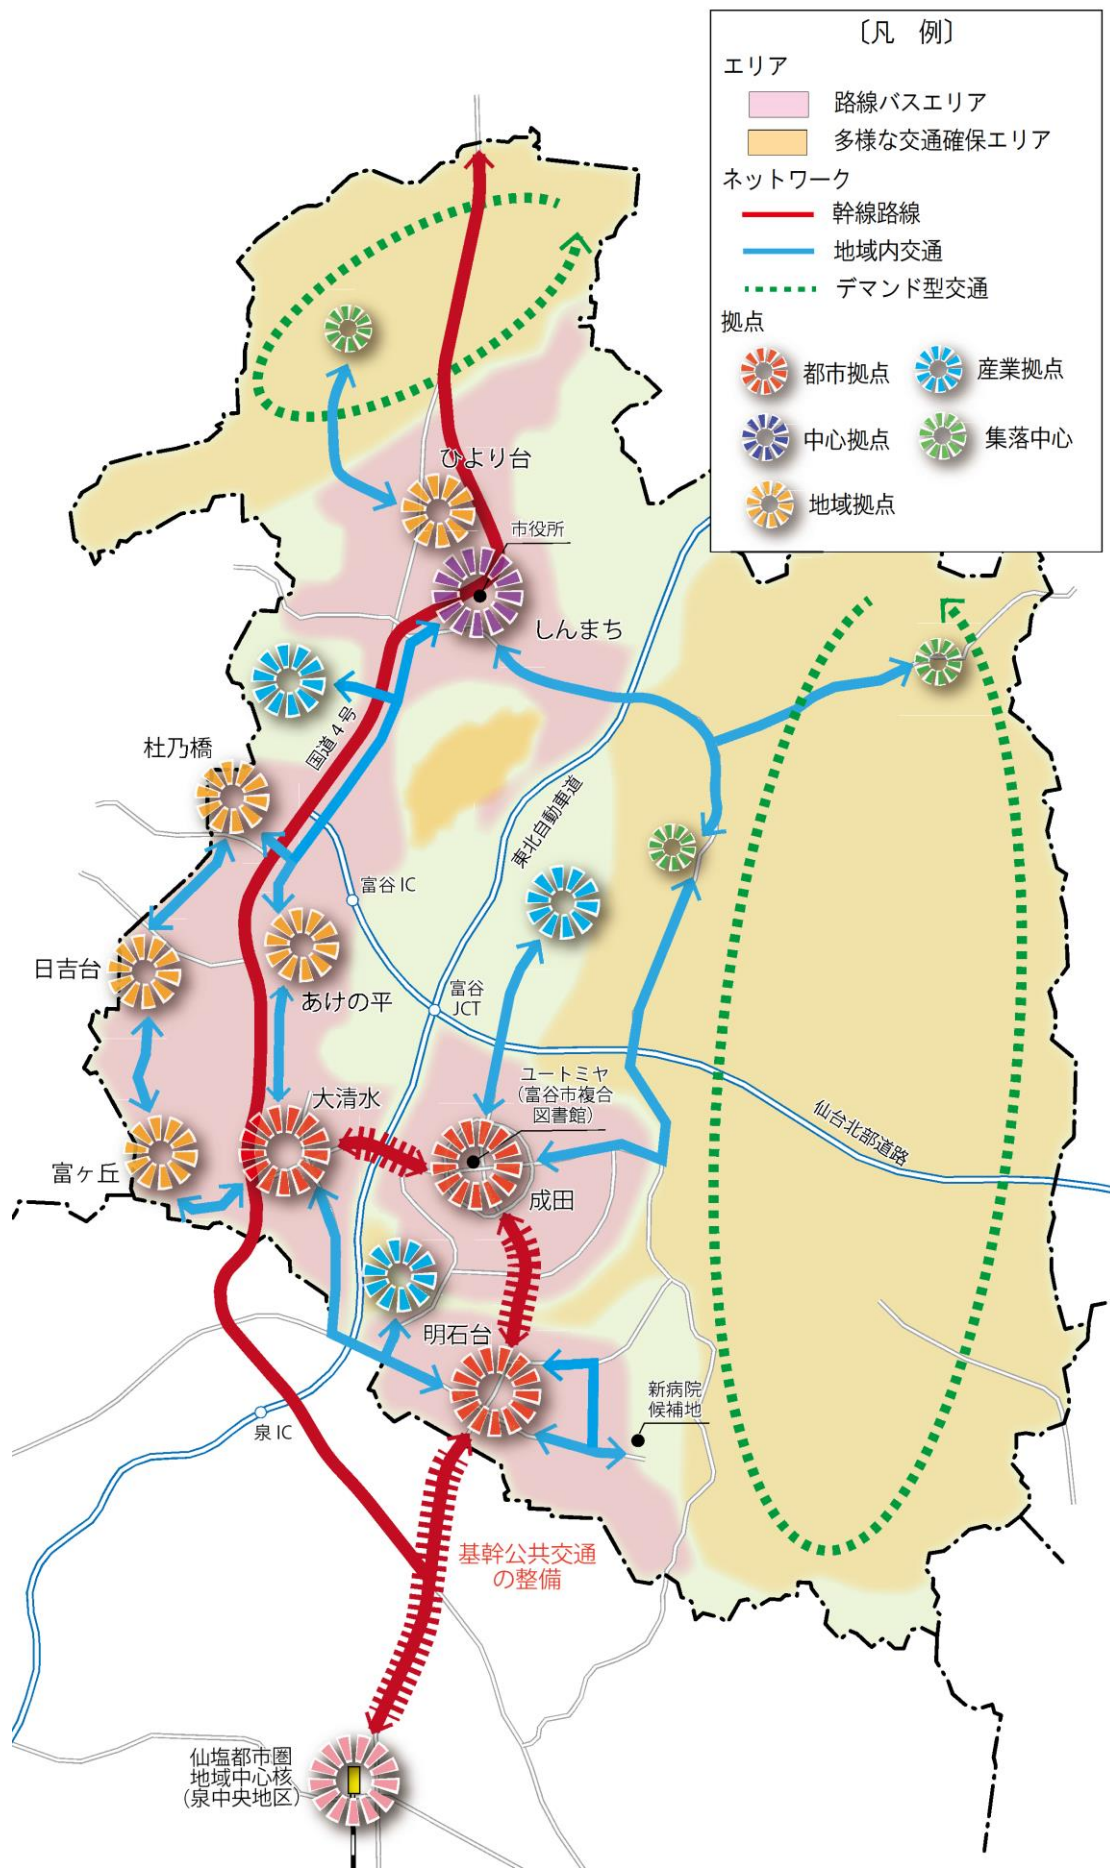 〔凡 例〕
エリア
路線バスエリア
多様な交通確保エリア
ネットワーク
幹線路線
地域内交通
デマンド型交通
拠点
都市拠点
産業拠点
中心拠点
集落中心
地域拠点
ひより台
市役所
しんまち
国道4号
杜乃橋
東北自動車道
富谷IC
日吉台
あけの平
富谷
JCT
ユートミヤ
(富谷市複合
図書館)
大清水
仙台北部道路
富ヶ丘
成田
明石台
新病院
候補地
泉IC
基幹公共交通
の整備
仙塩都市圏
地域中心核
(泉中央地区)